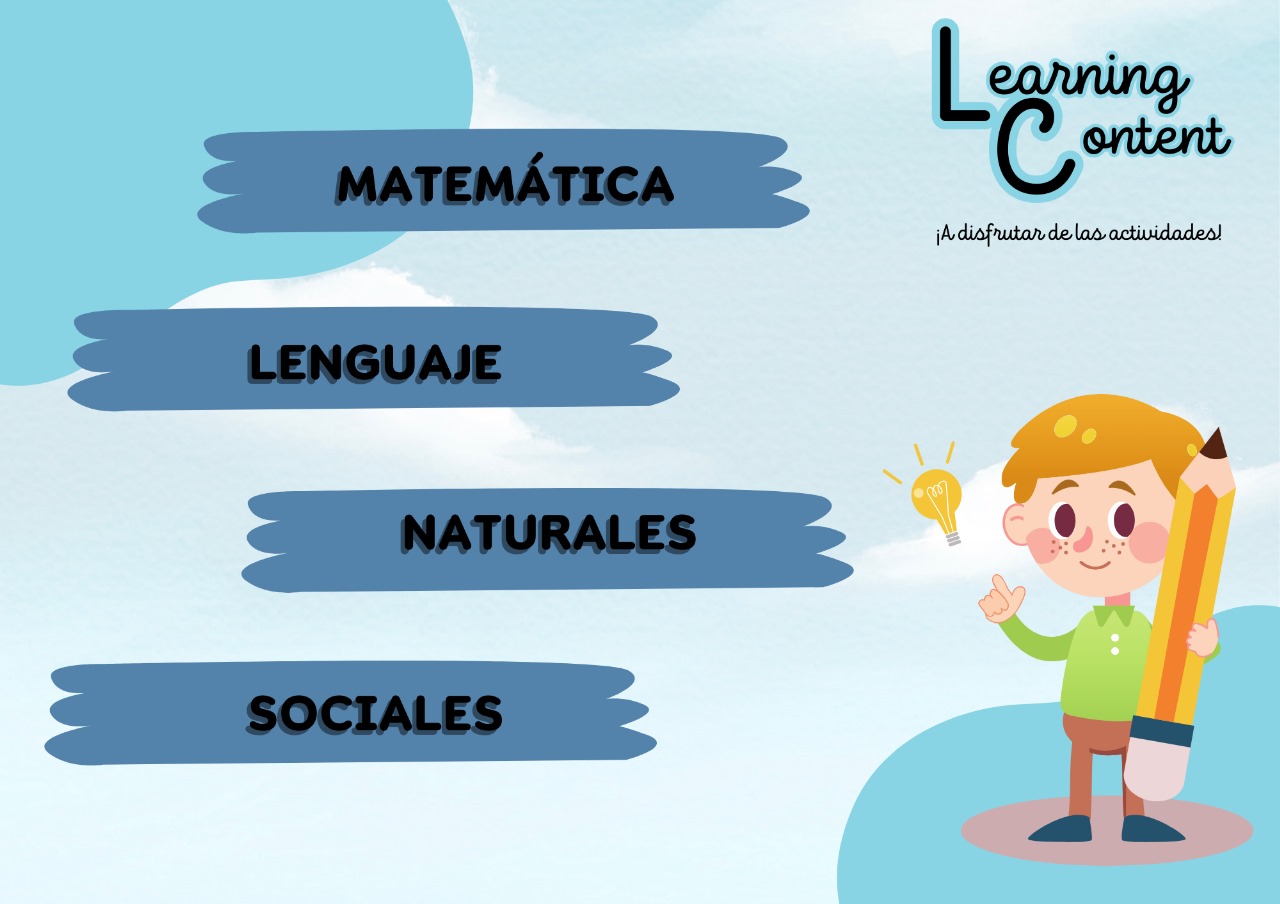 Learning
Content
¡A disfrutar de las actividades!
MATEMÁTICA
LENGUAJE
NATURALES
SOCIALES